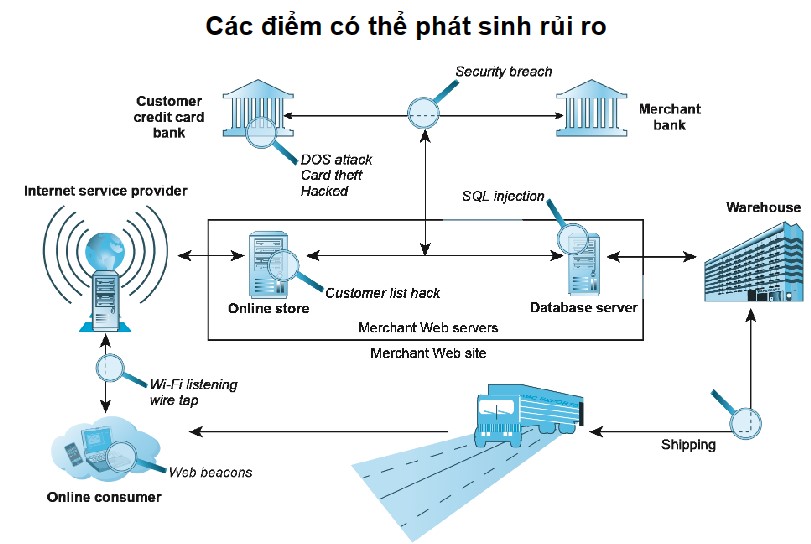 Các điểm có thể phát sinh rủi ro
Security breach
Customer
credit card
bank
Merchant
bank
DOS attack
Card theft
Hacked
Internet service provider
SQL injection
Warehouse
Customer list hack
Online store
Database server
Merchant Web servers
Merchant Web site
Wi-Fi listening
wire tap
Shipping
Web beacons
Online consumer